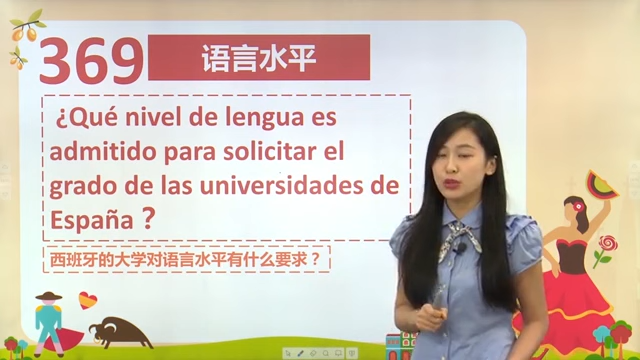 369
语言水平
¿Qué nivel de lengua es
admitido para solicitar el
grado de las universidades de
España？
西班牙的大学对语言水平有什么要求？